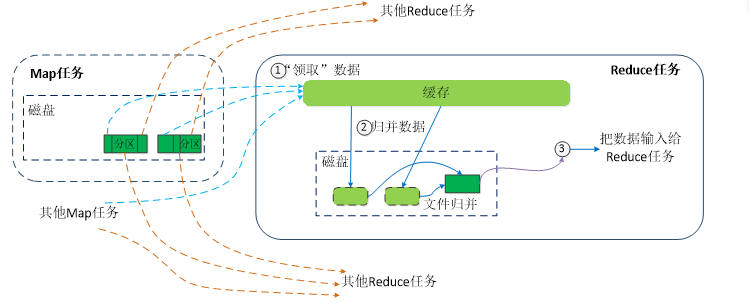 其他Reduce任务
Map任务
①“领取”数据
Reduce任务
磁盘
缓存
分区
分区
②归并数据
③
把数据输入给
Reduce任务
磁盘
文件归并
其他Map任务
其他Reduce任务